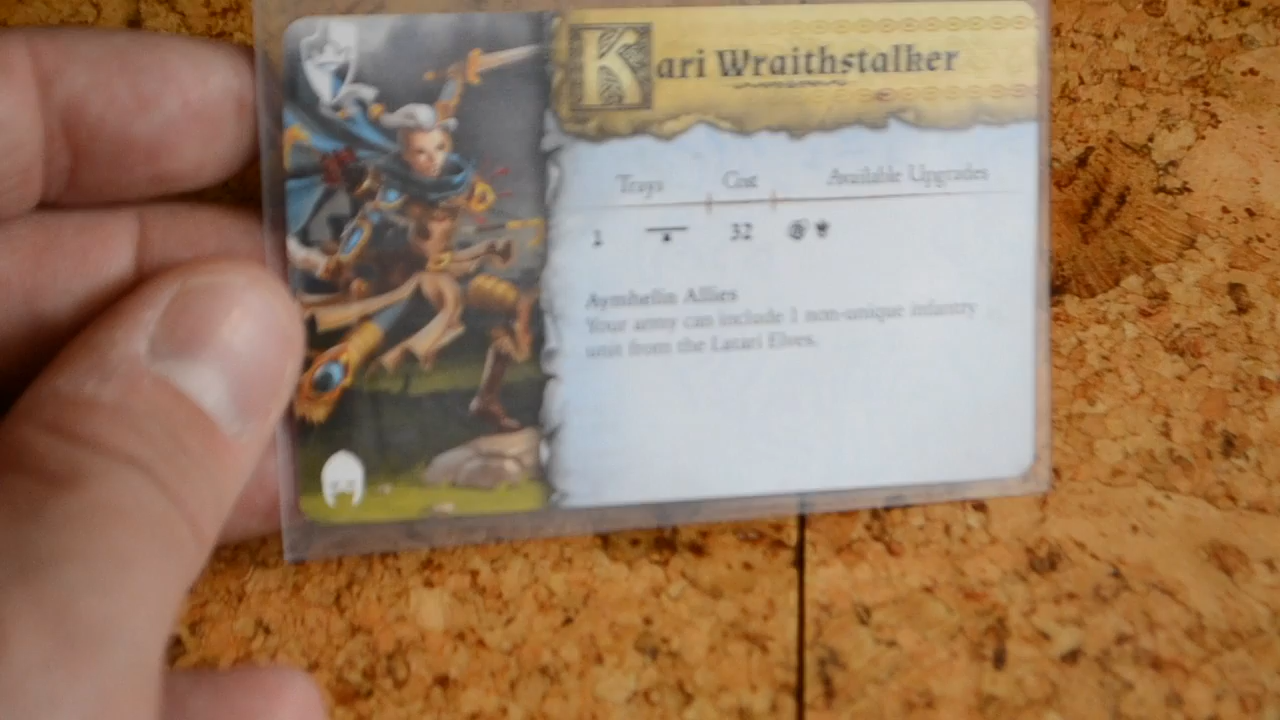 Kari Wraithstalker
Trays Cost Available Upgrades
1 32
Aymhelin Allies
Your army can include 1 non-unique infantry
unit from the Latari Elves.